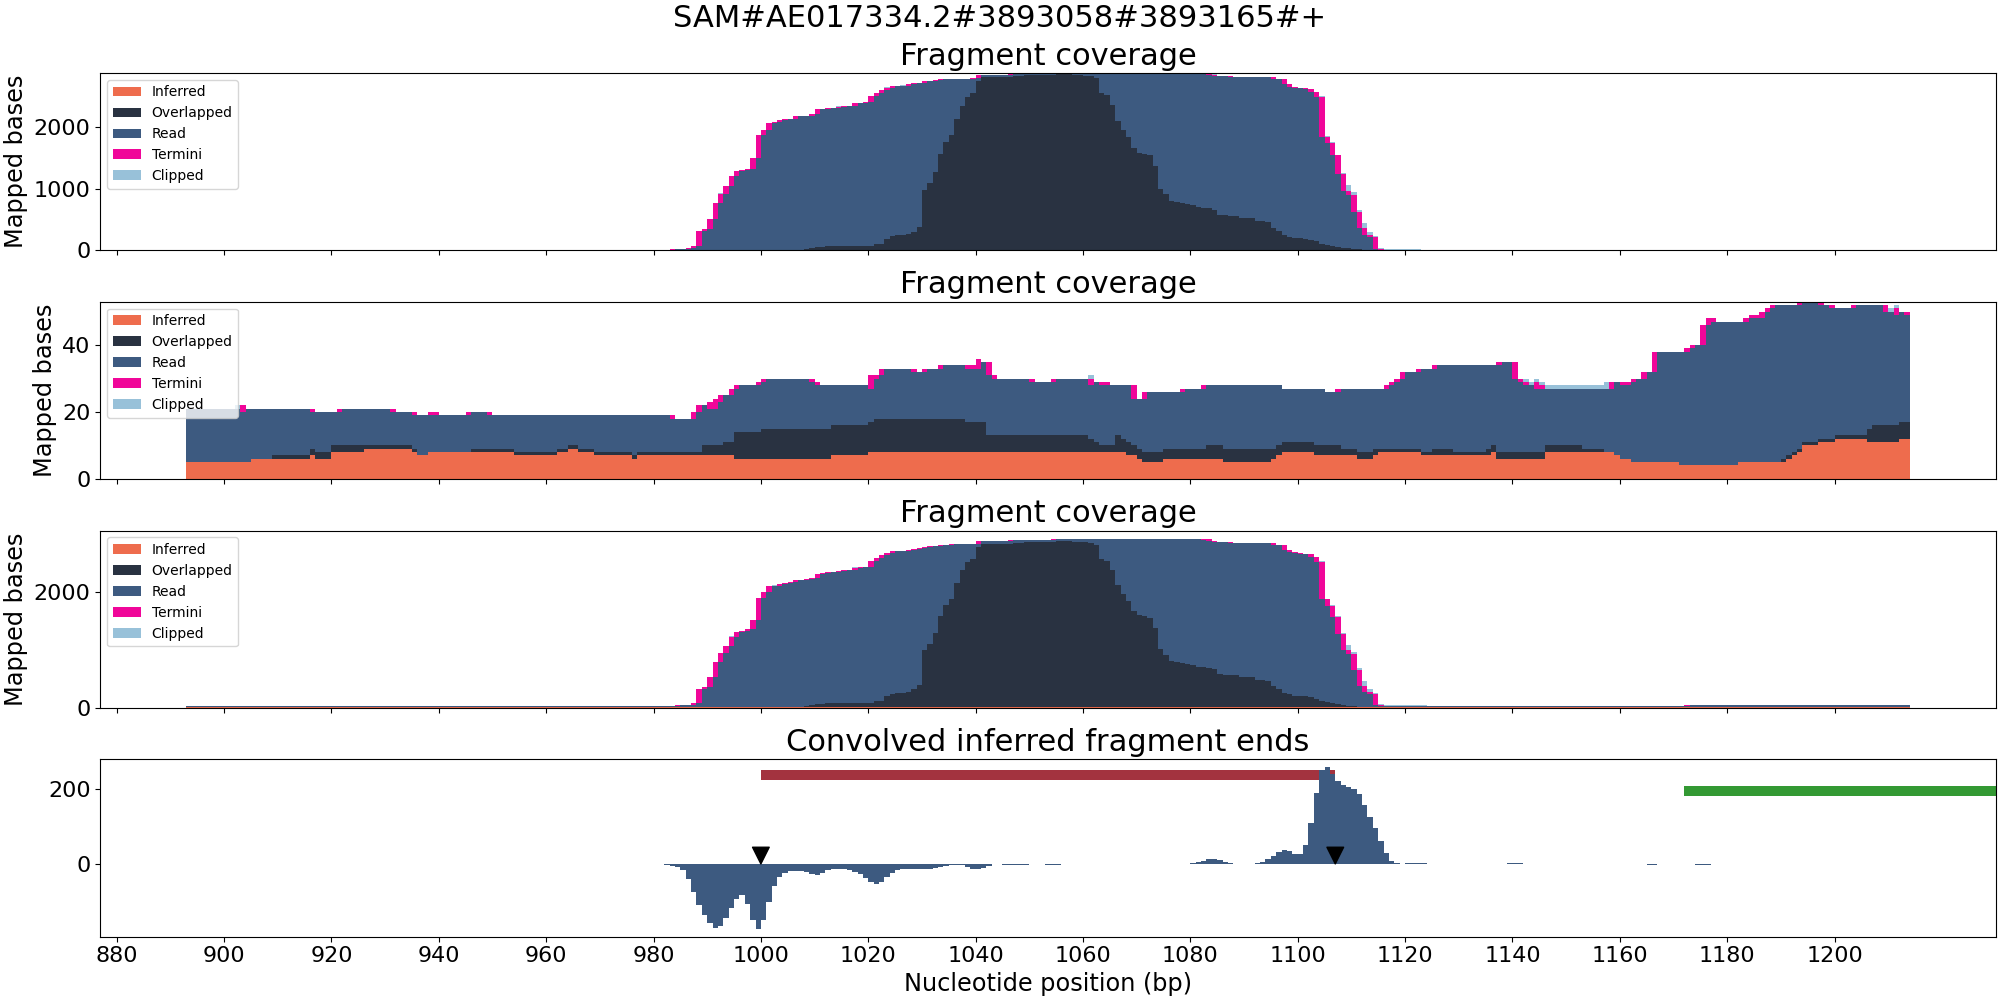 SAM#AE017334.2#3893058#3893165#+
Fragment coverage
Mapped bases
2000
1000
0
Inferred
Overlapped
Read
Termini
Clipped
Fragment coverage
Mapped bases
40
20
0
Inferred
Overlapped
Read
Termini
Clipped
Fragment coverage
Mapped bases
2000
0
Inferred
Overlapped
Read
Termini
Clipped
Convolved inferred fragment ends
200
0
880 900 920 940 960 980 1000 1020 1040 1060 1080 1100 1120 1140 1160 1180 1200
Nucleotide position (bp)